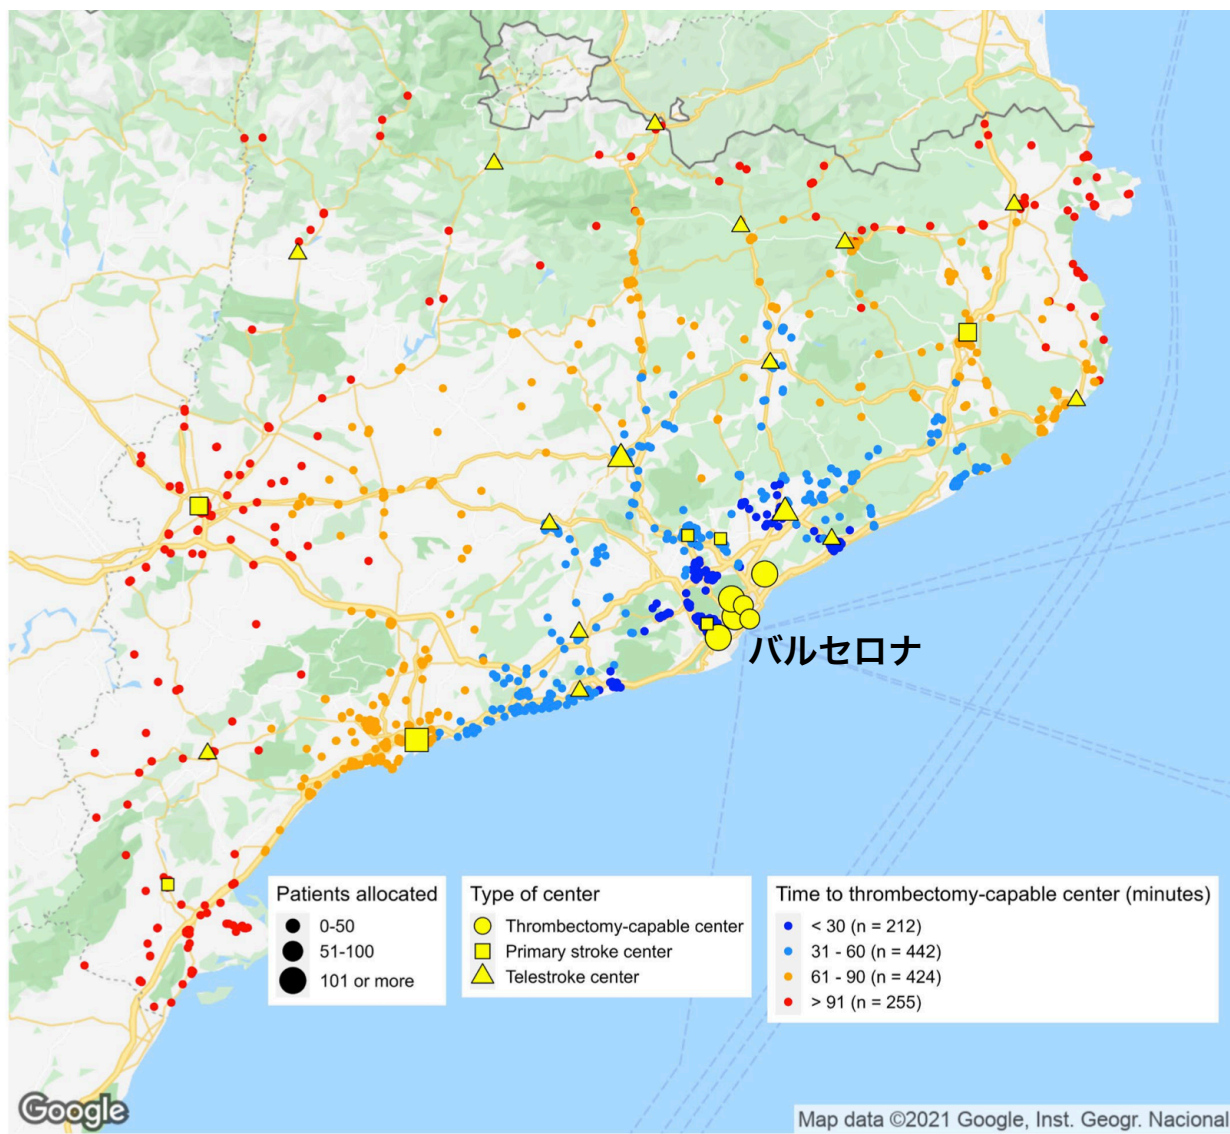 バルセロナ
Patients allocated
0-50
51-100
101 or more
Type of center
Thrombectomy-capable center
Primary stroke center
Telestroke center
Time to thrombectomy-capable center (minutes)
< 30 (n = 212)
31 - 60 (n = 442)
61 - 90 (n = 424)
> 91 (n = 255)
Google
Map data ©2021 Google, Inst. Geogr. Nacional